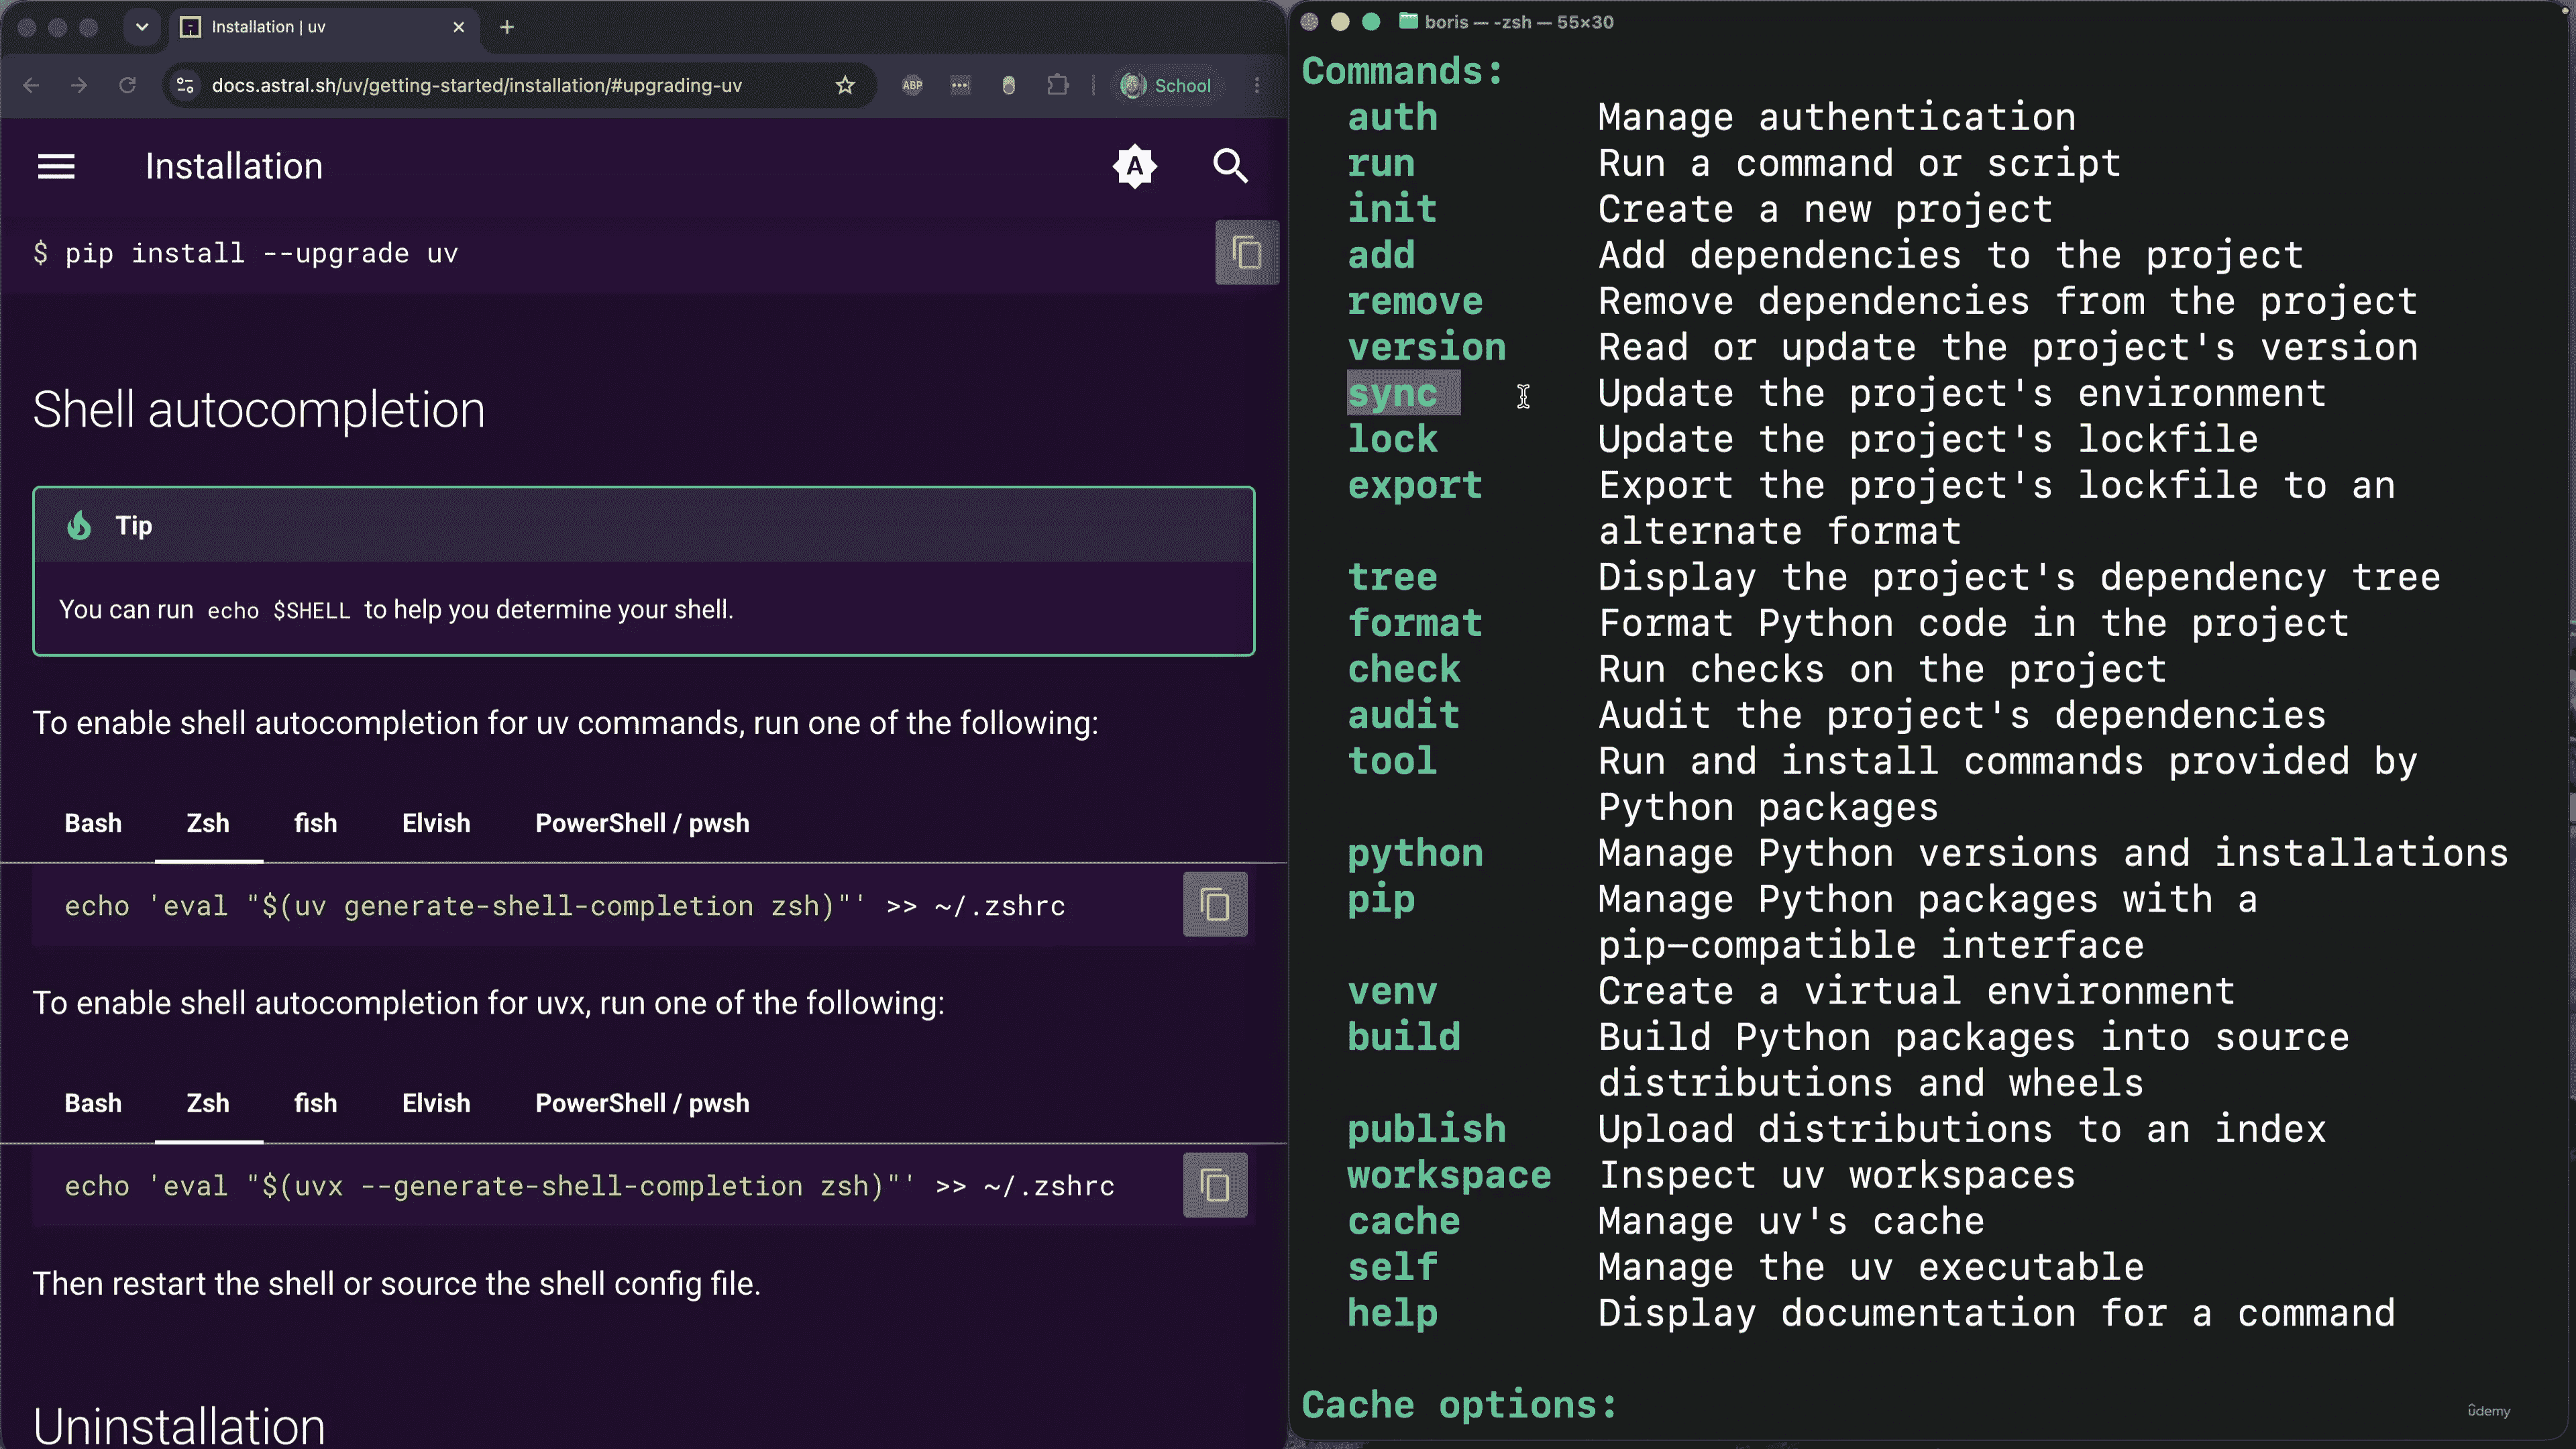 Installation | uv
docs.astral.sh/uv/getting-started/installation/#upgrading-uv
ABP
School
Installation
A
$ pip install --upgrade uv
Shell autocompletion
Tip
You can run echo $SHELL to help you determine your shell.
To enable shell autocompletion for uv commands, run one of the following:
Bash Zsh fish Elvish PowerShell / pwsh
echo 'eval "$(uv generate-shell-completion zsh)"' >> ~/.zshrc
To enable shell autocompletion for uvx, run one of the following:
Bash Zsh fish Elvish PowerShell / pwsh
echo 'eval "$(uvx --generate-shell-completion zsh)"' >> ~/.zshrc
Then restart the shell or source the shell config file.
Uninstallation
boris — -zsh — 55×30
Commands:
auth Manage authentication
run Run a command or script
init Create a new project
add Add dependencies to the project
remove Remove dependencies from the project
version Read or update the project's version
sync Update the project's environment
lock Update the project's lockfile
export Export the project's lockfile to an
alternate format
tree Display the project's dependency tree
format Format Python code in the project
check Run checks on the project
audit Audit the project's dependencies
tool Run and install commands provided by
Python packages
python Manage Python versions and installations
pip Manage Python packages with a
pip-compatible interface
venv Create a virtual environment
build Build Python packages into source
distributions and wheels
publish Upload distributions to an index
workspace Inspect uv workspaces
cache Manage uv's cache
self Manage the uv executable
help Display documentation for a command
Cache options:
ûdemy